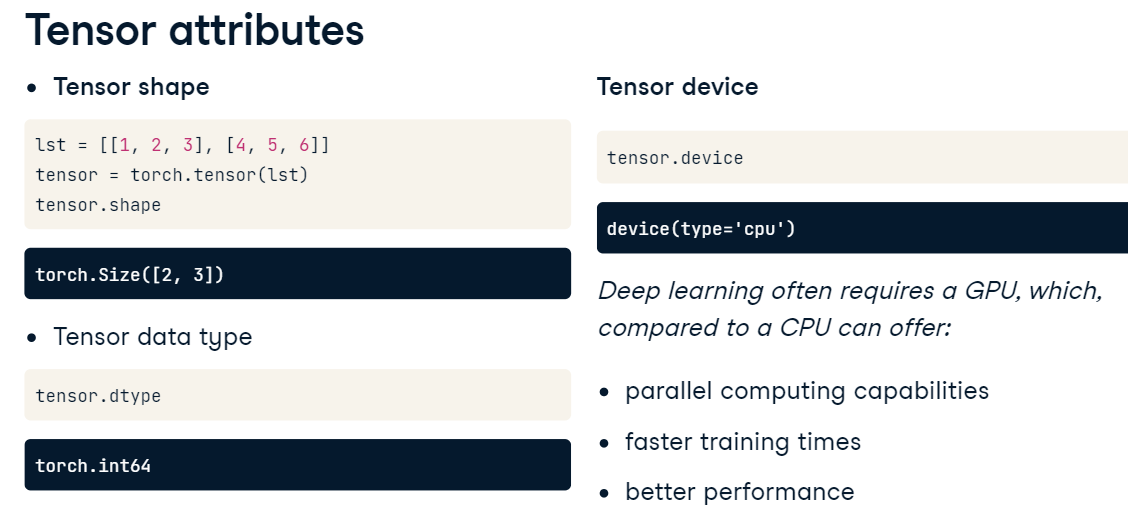 Tensor attributes
• Tensor shape
lst = [[1, 2, 3], [4, 5, 6]]
tensor = torch.tensor(lst)
tensor.shape
torch.Size([2, 3])
• Tensor data type
tensor.dtype
torch.int64
Tensor device
tensor.device
device(type='cpu')
Deep learning often requires a GPU, which,
compared to a CPU can offer:
• parallel computing capabilities
• faster training times
• better performance